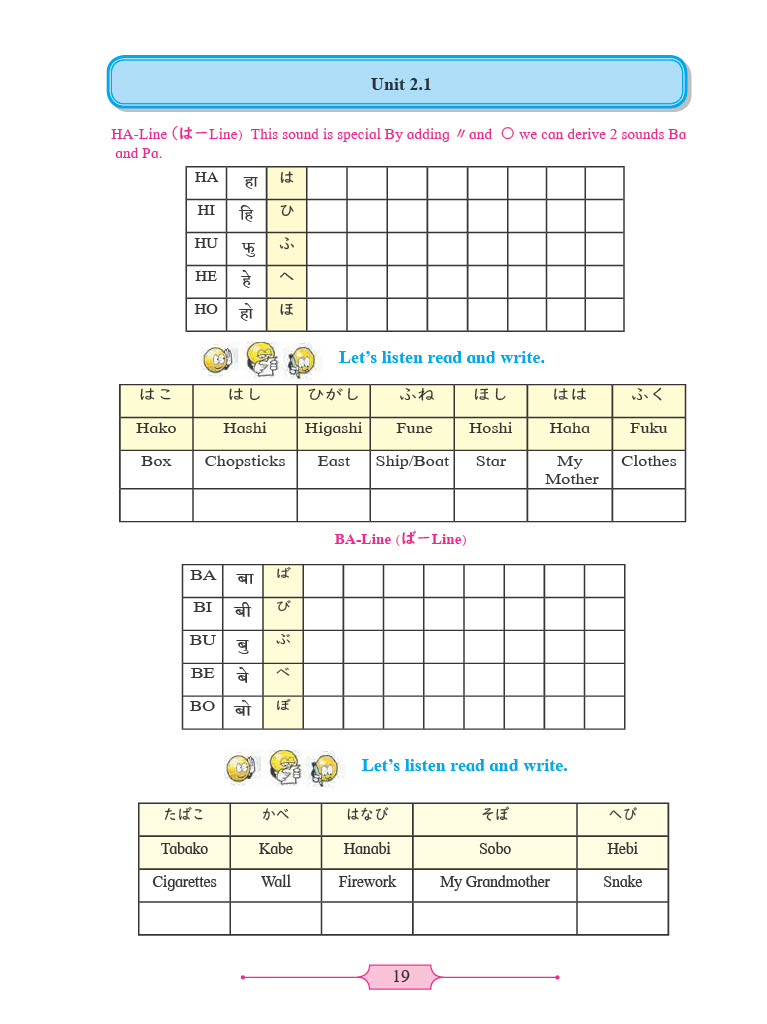 Unit 2.1
HA-Line (はーLine) This sound is special By adding 〃and ○ we can derive 2 sounds Ba
and Pa.
HA हा は
HI हि ひ
HU फु ふ
HE हे へ
HO हो ほ
Let's listen read and write.
はこ はし ひがし ふね ほし はは ふく
Hako Hashi Higashi Fune Hoshi Haha Fuku
Box Chopsticks East Ship/Boat Star My Clothes
Mother
BA-Line (ばーLine)
BA बा ば
BI बी び
BU बु ぶ
BE बे べ
BO बो ぼ
Let's listen read and write.
たばこ かべ はなび そぼ へび
Tabako Kabe Hanabi Sobo Hebi
Cigarettes Wall Firework My Grandmother Snake
19